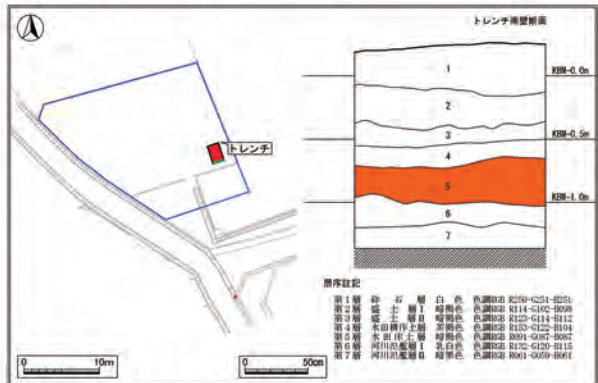 トレンチ南壁断面
トレンチ
1
KBM-0.0m
2
3
KBM-0.5m
4
5
KBM-1.0m
6
7
層序註記
第1層 砕石層 白色 色調RGB R250-G251-B251
第2層 盛土層Ⅰ 暗褐色 色調RGB R114-G102-B098
第3層 盛土層Ⅱ 暗褐色 色調RGB R123-G114-B112
第4層 水田耕作土層 茶褐色 色調RGB R153-G122-B104
第5層 水田床土層 暗褐色 色調RGB R091-G087-B087
第6層 河川氾濫層Ⅰ 乳白色 色調RGB R132-G120-B115
第7層 河川氾濫層Ⅱ 暗黒色 色調RGB R061-G059-B061
0 10m
0 50cm